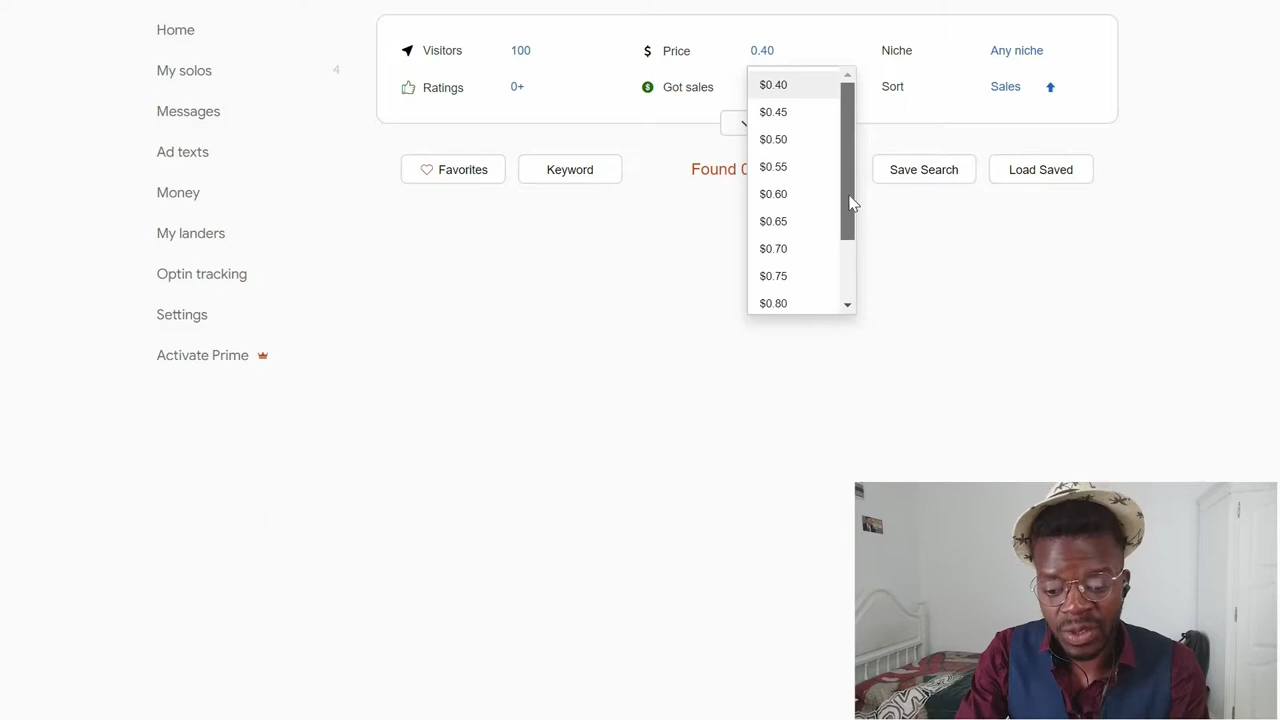 Home
My solos 4
Messages
Ad texts
Money
My landers
Optin tracking
Settings
Activate Prime
Visitors 100 Price 0.40 Niche Any niche
Ratings 0+ Got sales Sort Sales
$0.40
$0.45
$0.50
$0.55
$0.60
$0.65
$0.70
$0.75
$0.80
Favorites Keyword Found 0 Save Search Load Saved